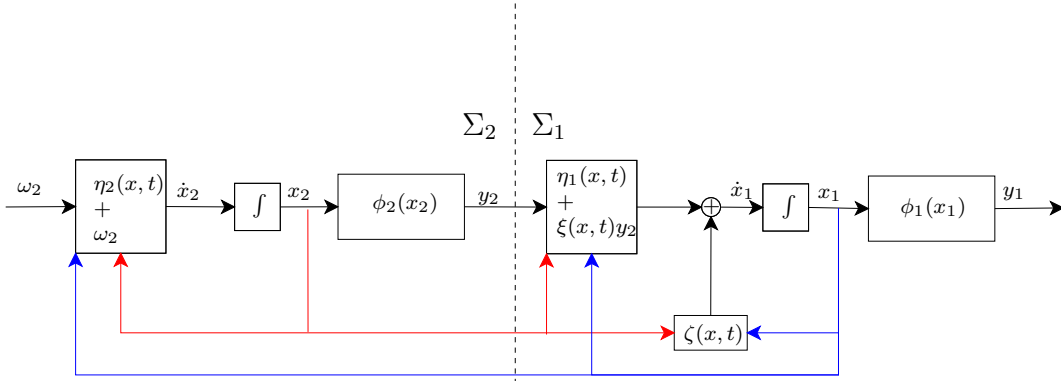 Σ₂ Σ₁
ω₂
η₂(x, t)
+
ω₂
ẋ₂
∫
x₂
ϕ₂(x₂)
y₂
η₁(x, t)
+
ξ(x, t)y₂
⊕
ẋ₁
∫
x₁
ϕ₁(x₁)
y₁
ζ(x, t)